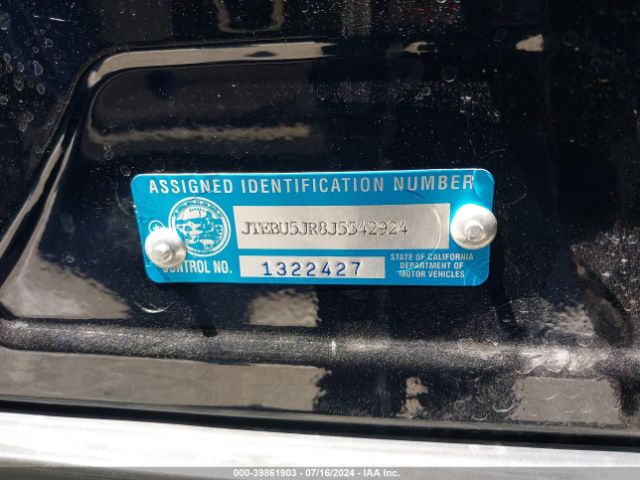 ASSIGNED IDENTIFICATION NUMBER
JTEBU5JR8J5542924
CONTROL NO. 1322427
STATE OF CALIFORNIA
DEPARTMENT OF
MOTOR VEHICLES
000-39861903 - 07/16/2024 - IAA Inc.